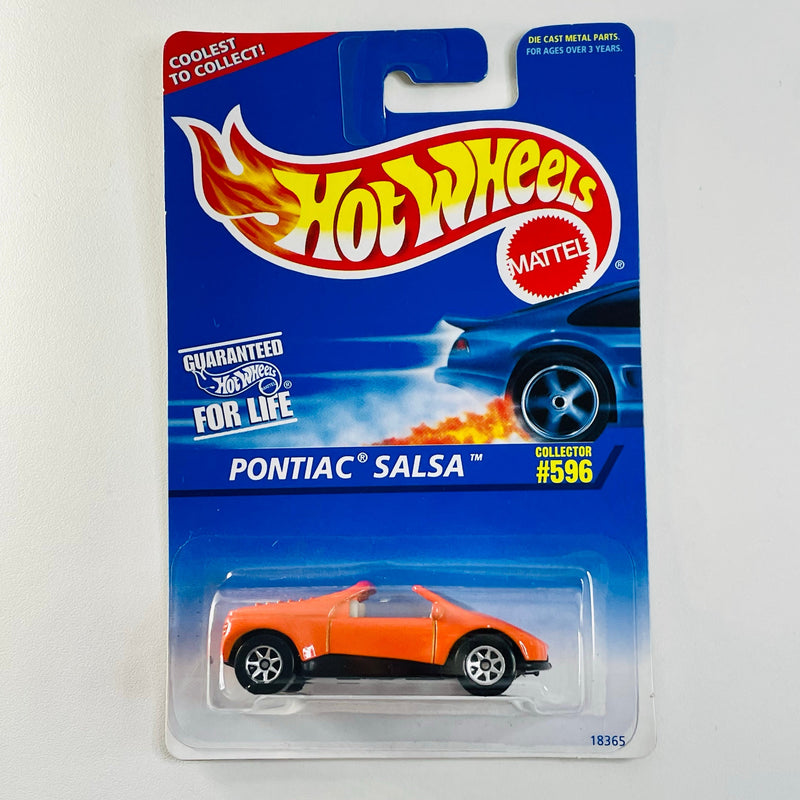 COOLEST
TO COLLECT!
DIE CAST METAL PARTS.
FOR AGES OVER 3 YEARS.
HOT WHEELS
MATTEL
®
GUARANTEED
HOT WHEELS ®
MATTEL
FOR LIFE
PONTIAC® SALSA™
COLLECTOR
#596
18365